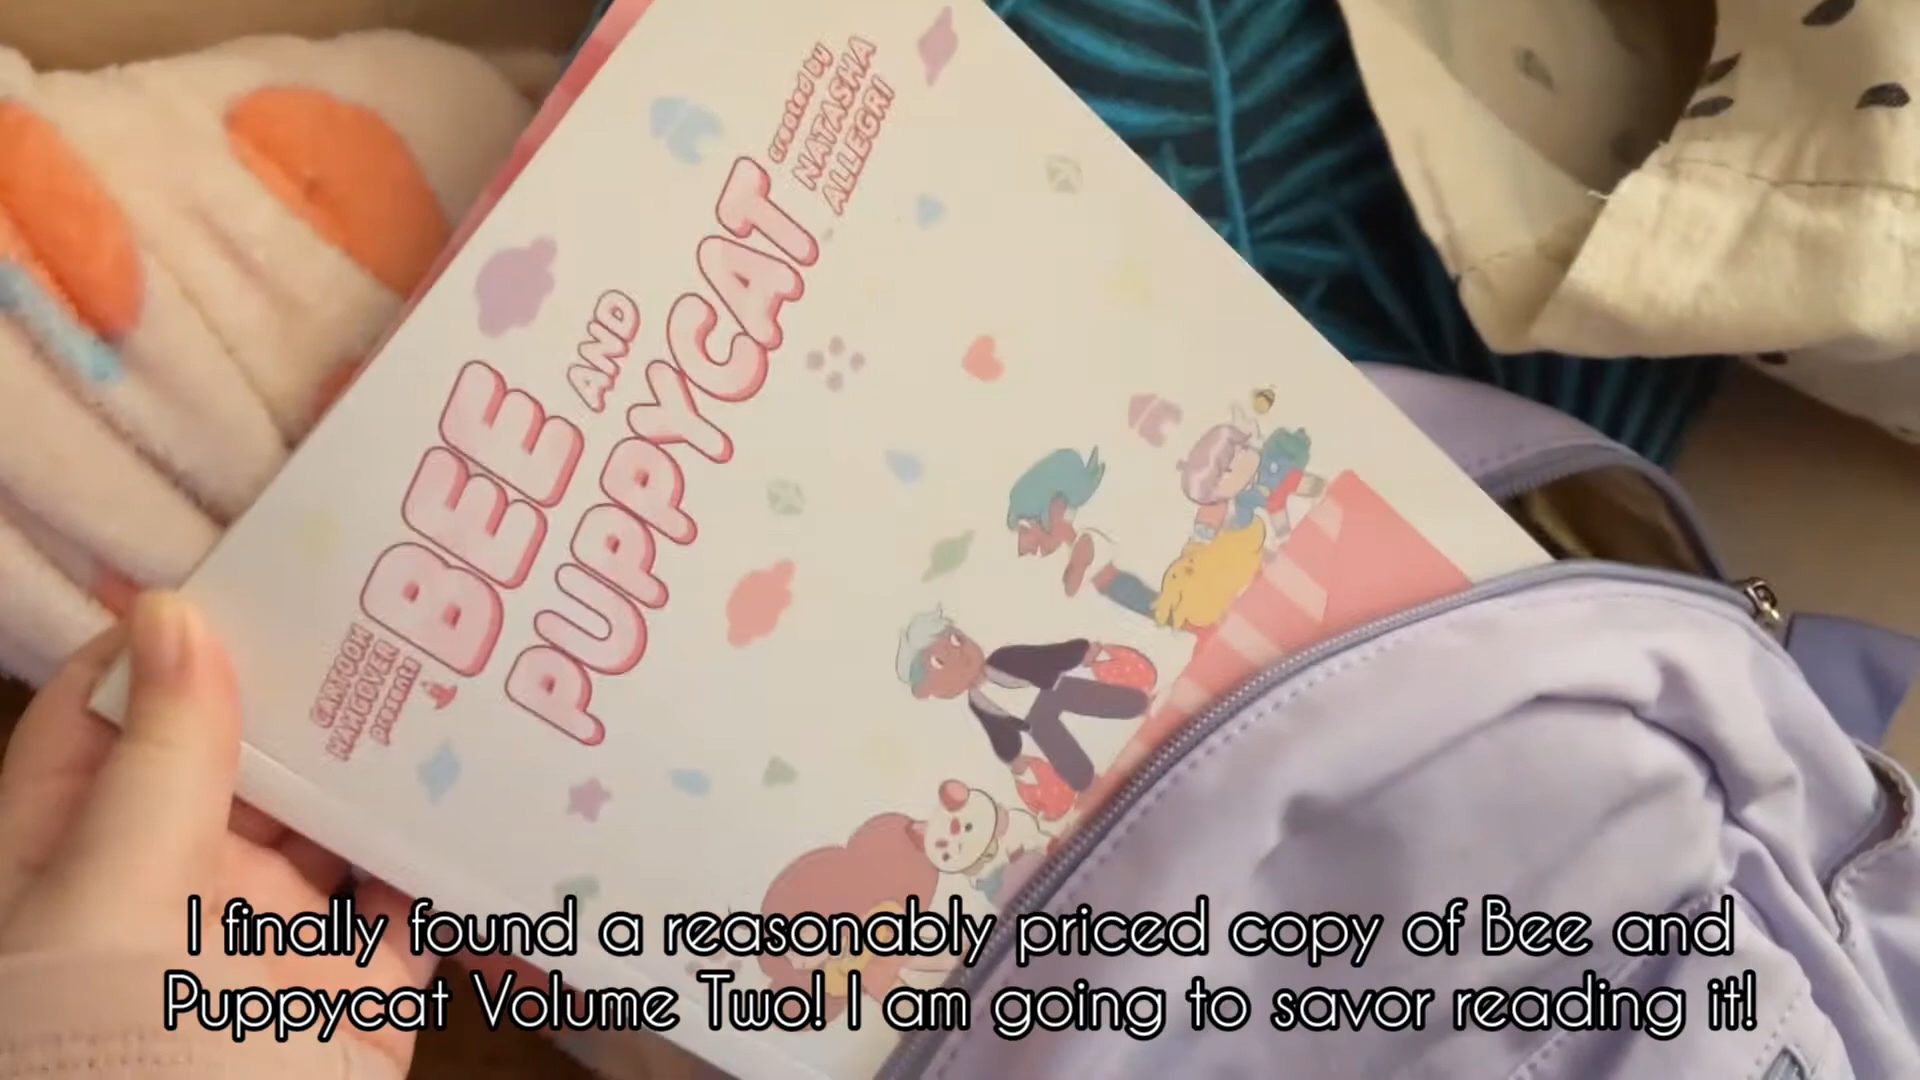 CARTOON
HANGOVER
presents
BEE AND
PUPPYCAT
created by
NATASHA
ALLEGRI
I finally found a reasonably priced copy of Bee and
Puppycat Volume Two! I am going to savor reading it!